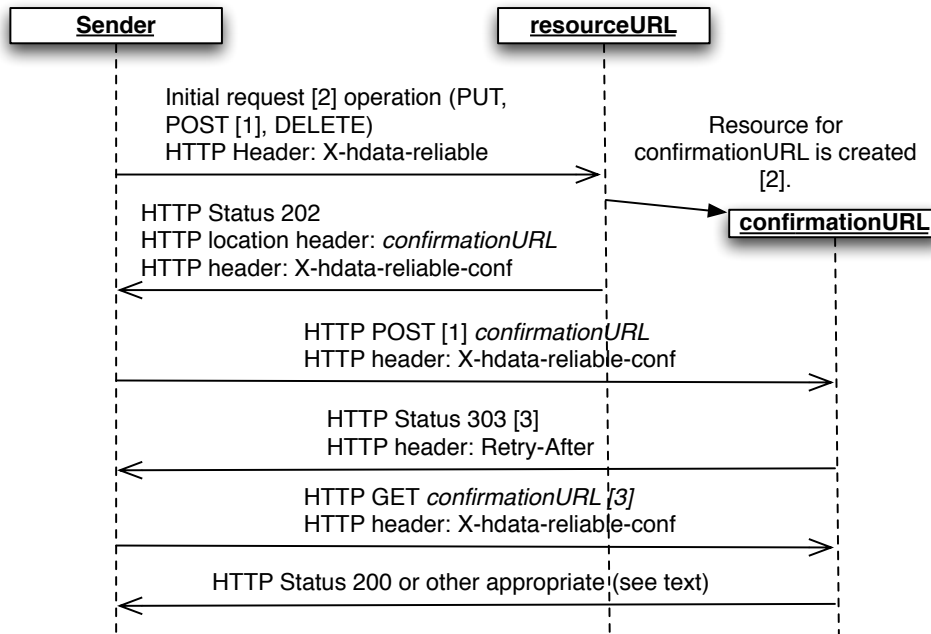 Sender
resourceURL
Initial request [2] operation (PUT,
POST [1], DELETE)
HTTP Header: X-hdata-reliable
Resource for
confirmationURL is created
[2].
confirmationURL
HTTP Status 202
HTTP location header: confirmationURL
HTTP header: X-hdata-reliable-conf
HTTP POST [1] confirmationURL
HTTP header: X-hdata-reliable-conf
HTTP Status 303 [3]
HTTP header: Retry-After
HTTP GET confirmationURL [3]
HTTP header: X-hdata-reliable-conf
HTTP Status 200 or other appropriate (see text)